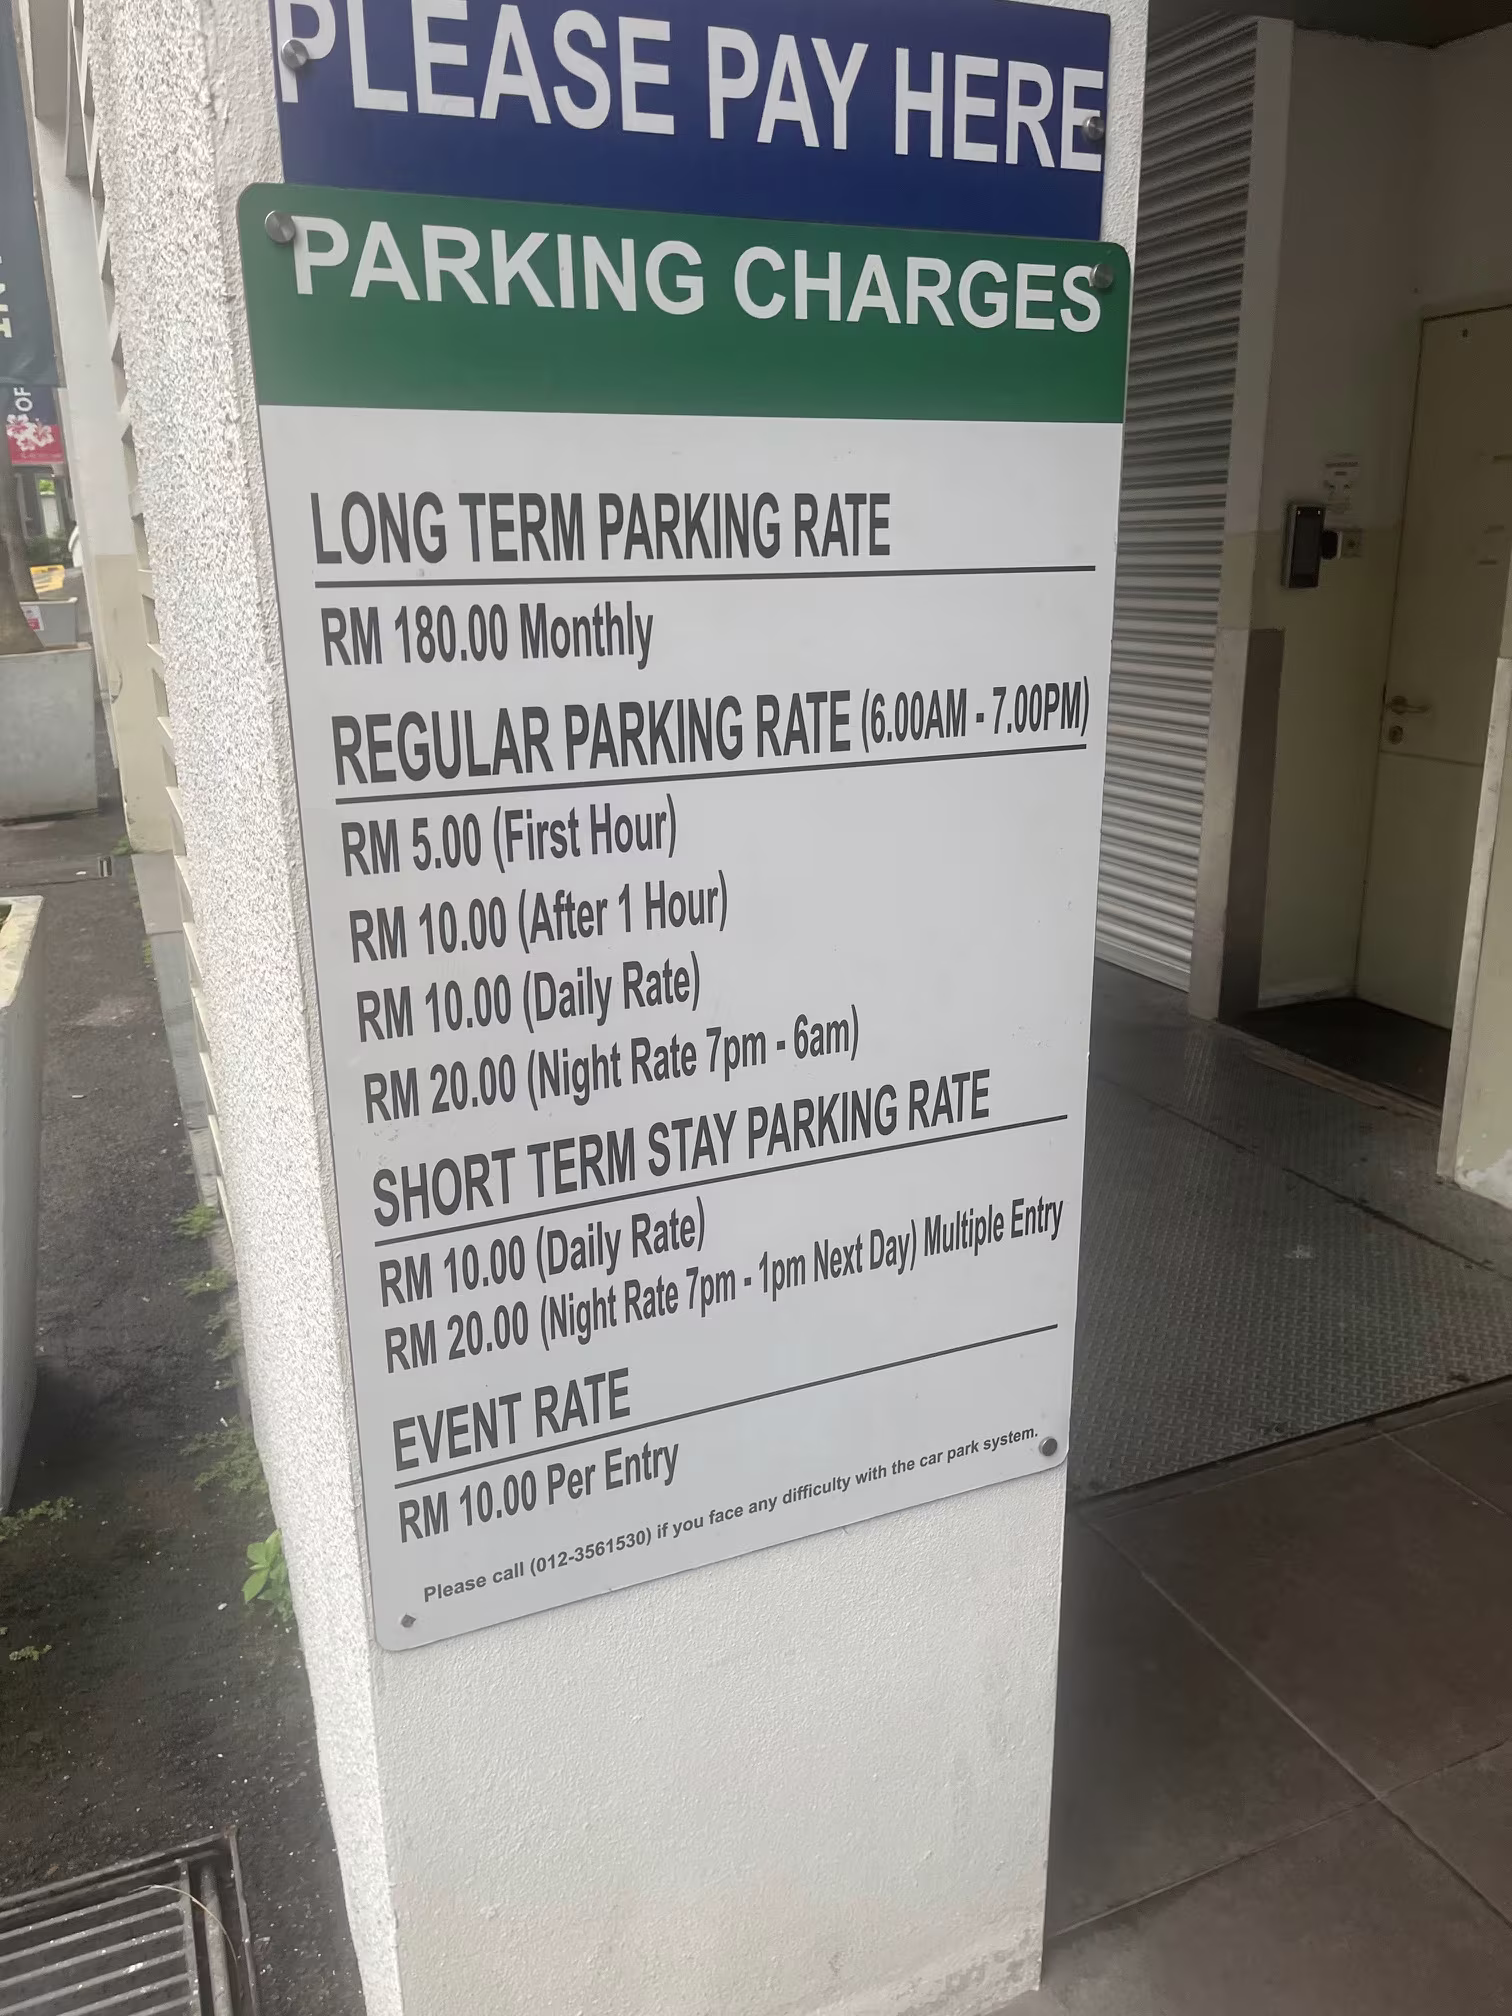 PLEASE PAY HERE
PARKING CHARGES
LONG TERM PARKING RATE
RM 180.00 Monthly
REGULAR PARKING RATE (6.00AM - 7.00PM)
RM 5.00 (First Hour)
RM 10.00 (After 1 Hour)
RM 10.00 (Daily Rate)
RM 20.00 (Night Rate 7pm - 6am)
SHORT TERM STAY PARKING RATE
RM 10.00 (Daily Rate)
RM 20.00 (Night Rate 7pm - 1pm Next Day) Multiple Entry
EVENT RATE
RM 10.00 Per Entry
Please call (012-3561530) if you face any difficulty with the car park system.
OF